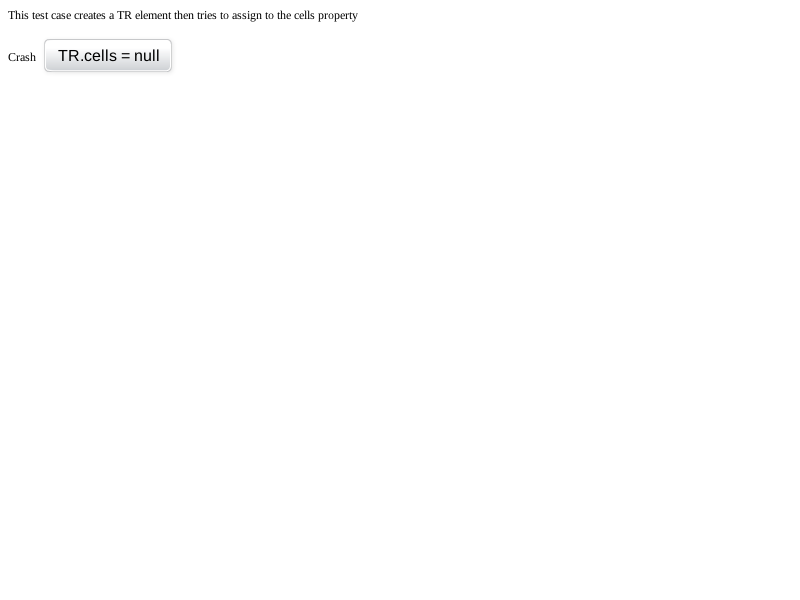 This test case creates a TR element then tries to assign to the cells property
Crash TR.cells = null